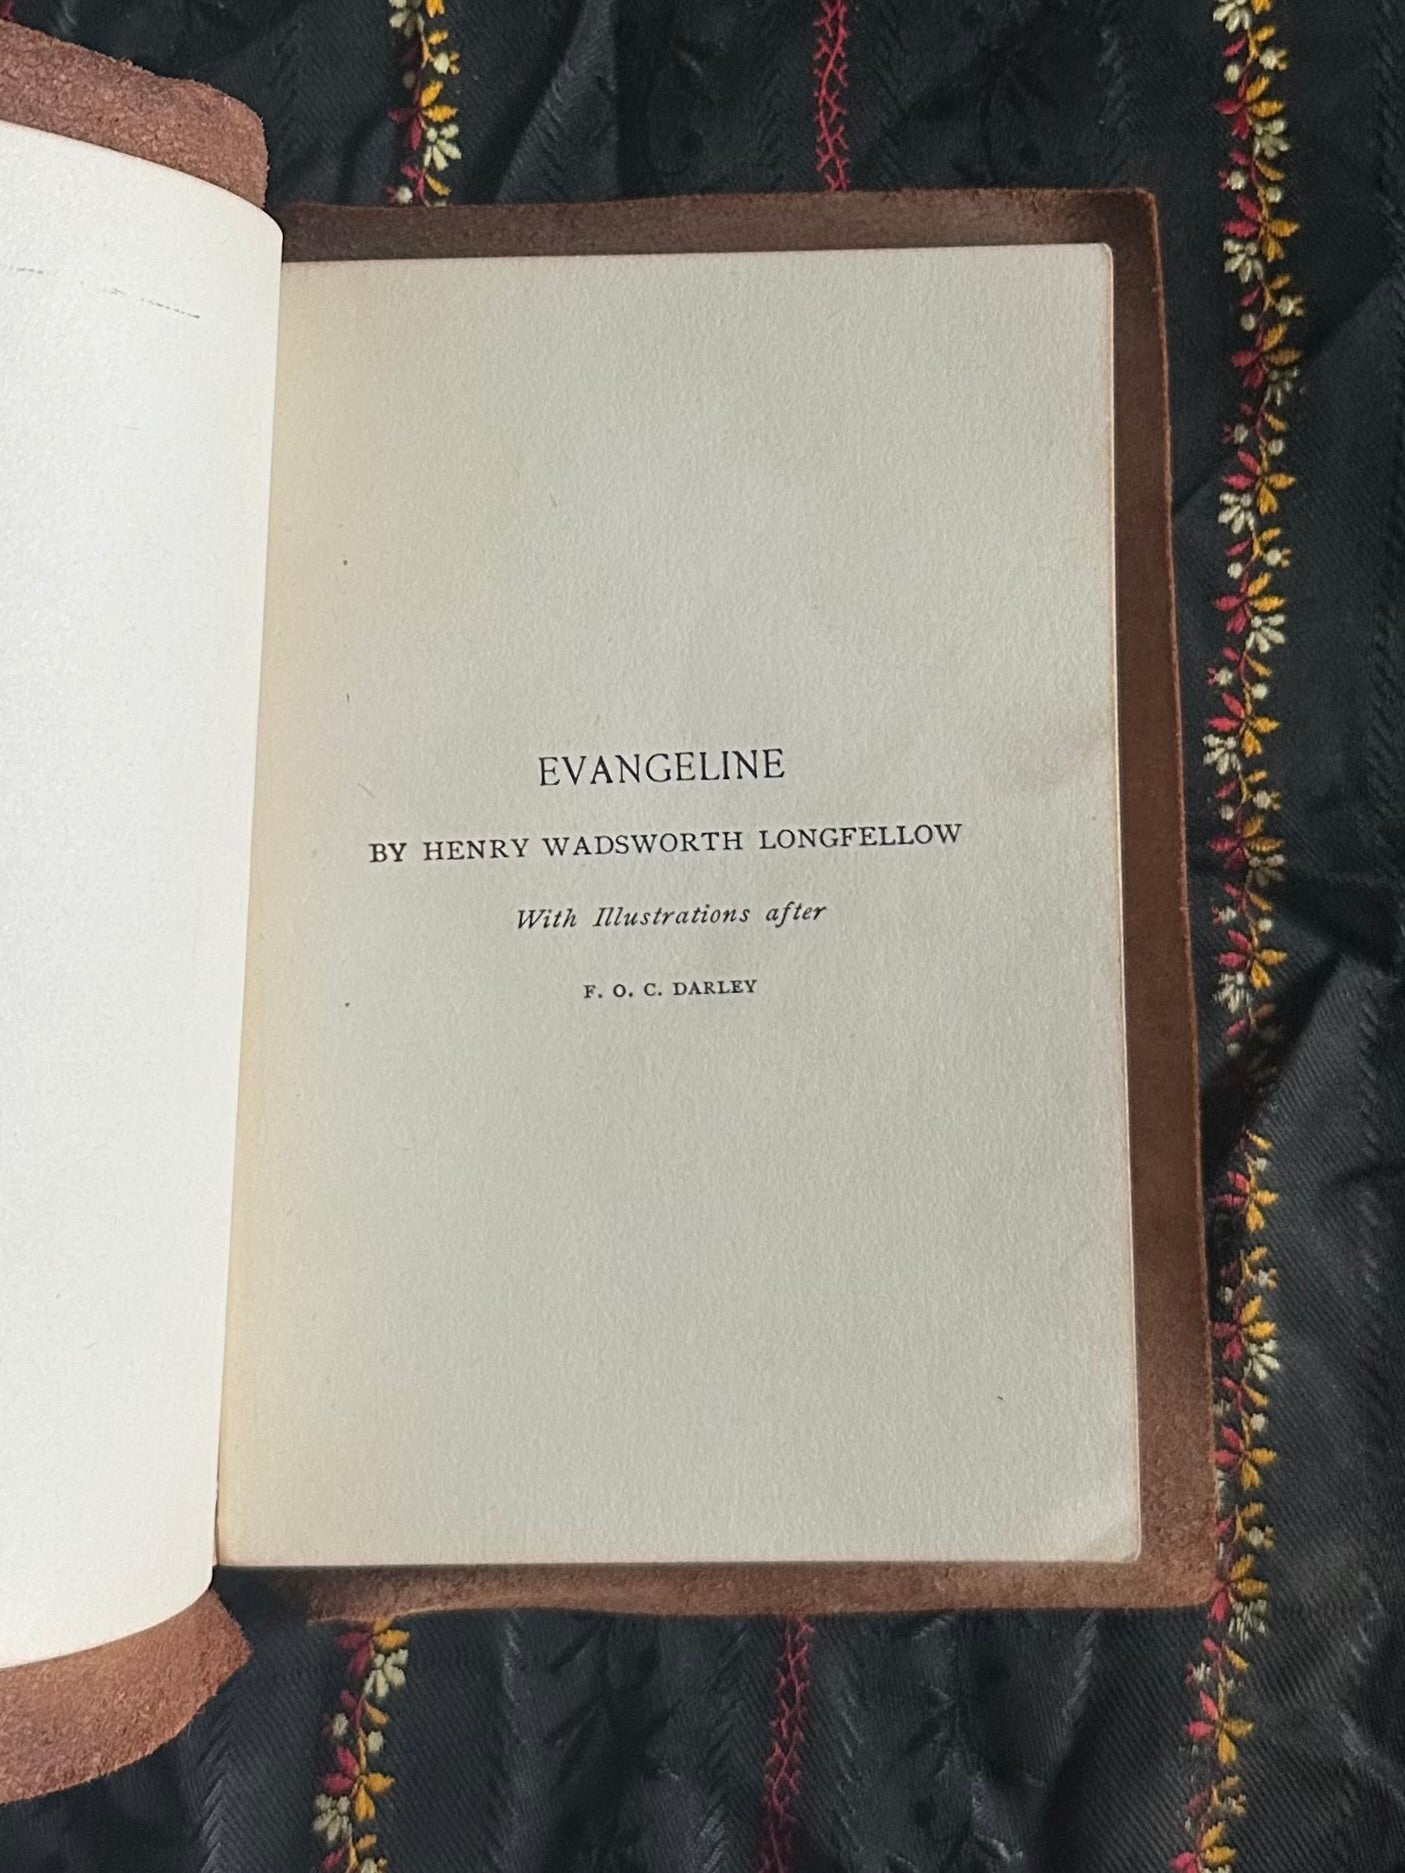 EVANGELINE
BY HENRY WADSWORTH LONGFELLOW
With Illustrations after
F. O. C. DARLEY